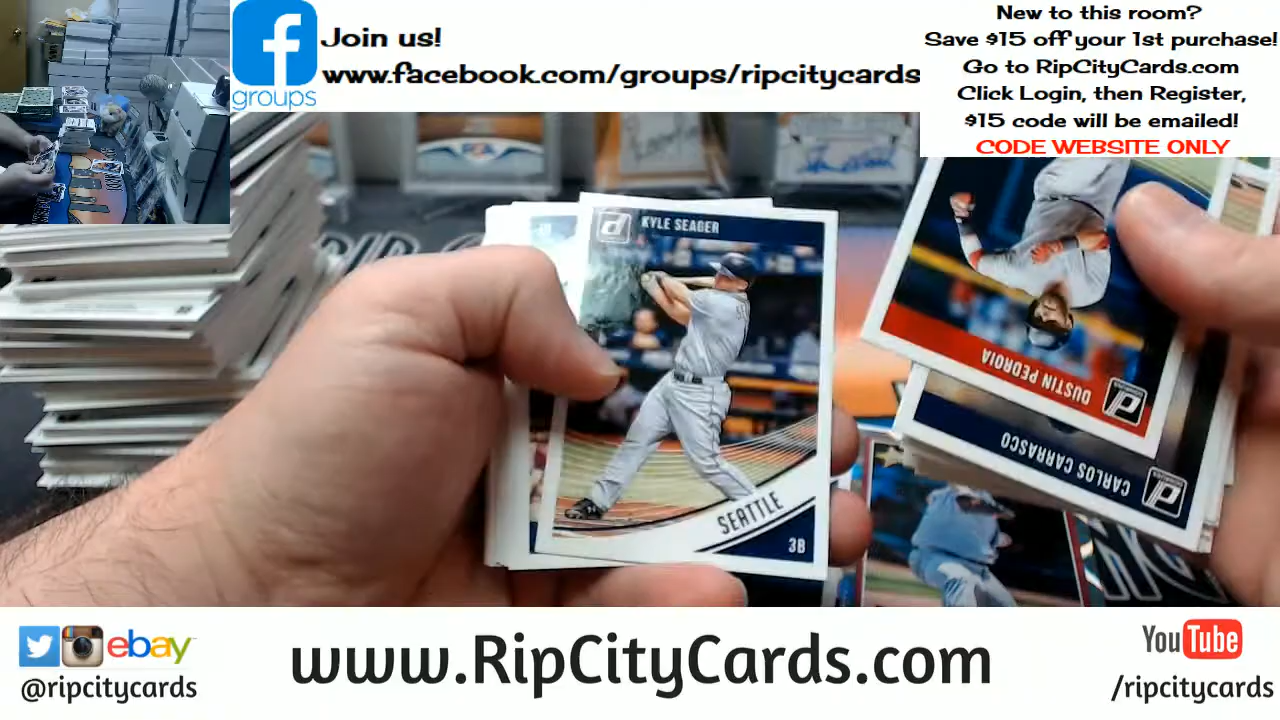 groups
Join us!
www.facebook.com/groups/ripcitycards
New to this room?
Save $15 off your 1st purchase!
Go to RipCityCards.com
Click Login, then Register,
$15 code will be emailed!
CODE WEBSITE ONLY
KYLE SEAGER
SEATTLE
3B
DUSTIN PEDROIA
CARLOS CARRASCO
ebay
@ripcitycards
www.RipCityCards.com
YouTube
/ripcitycards